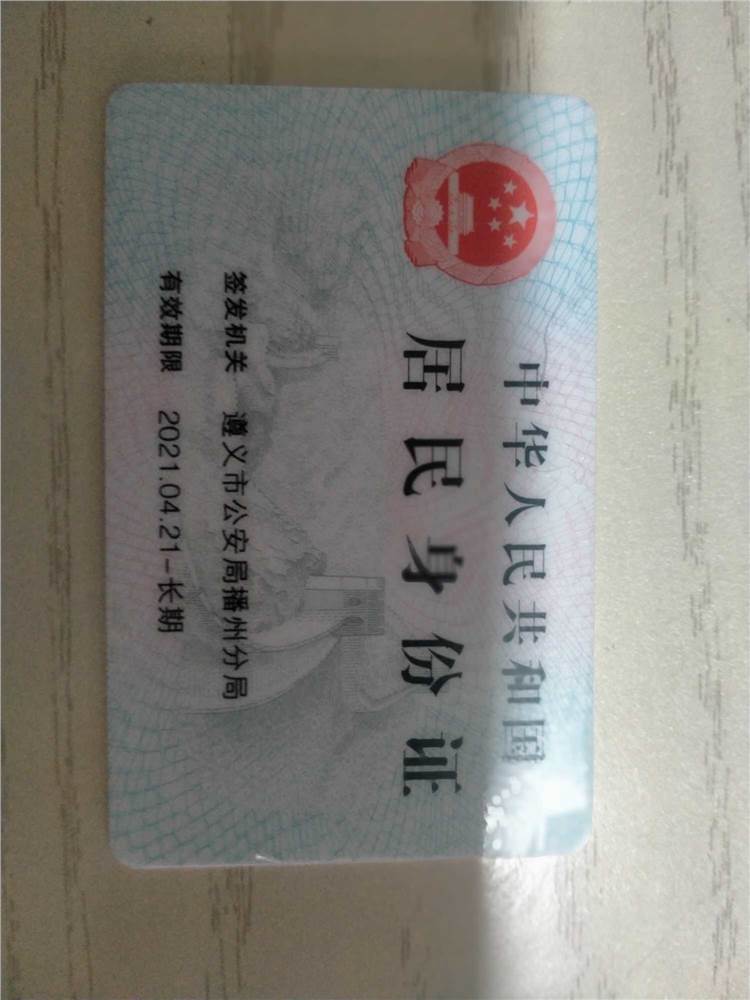 中华人民共和国
居民身份证
签发机关 遵义市公安局播州分局
有效期限 2021.04.21-长期